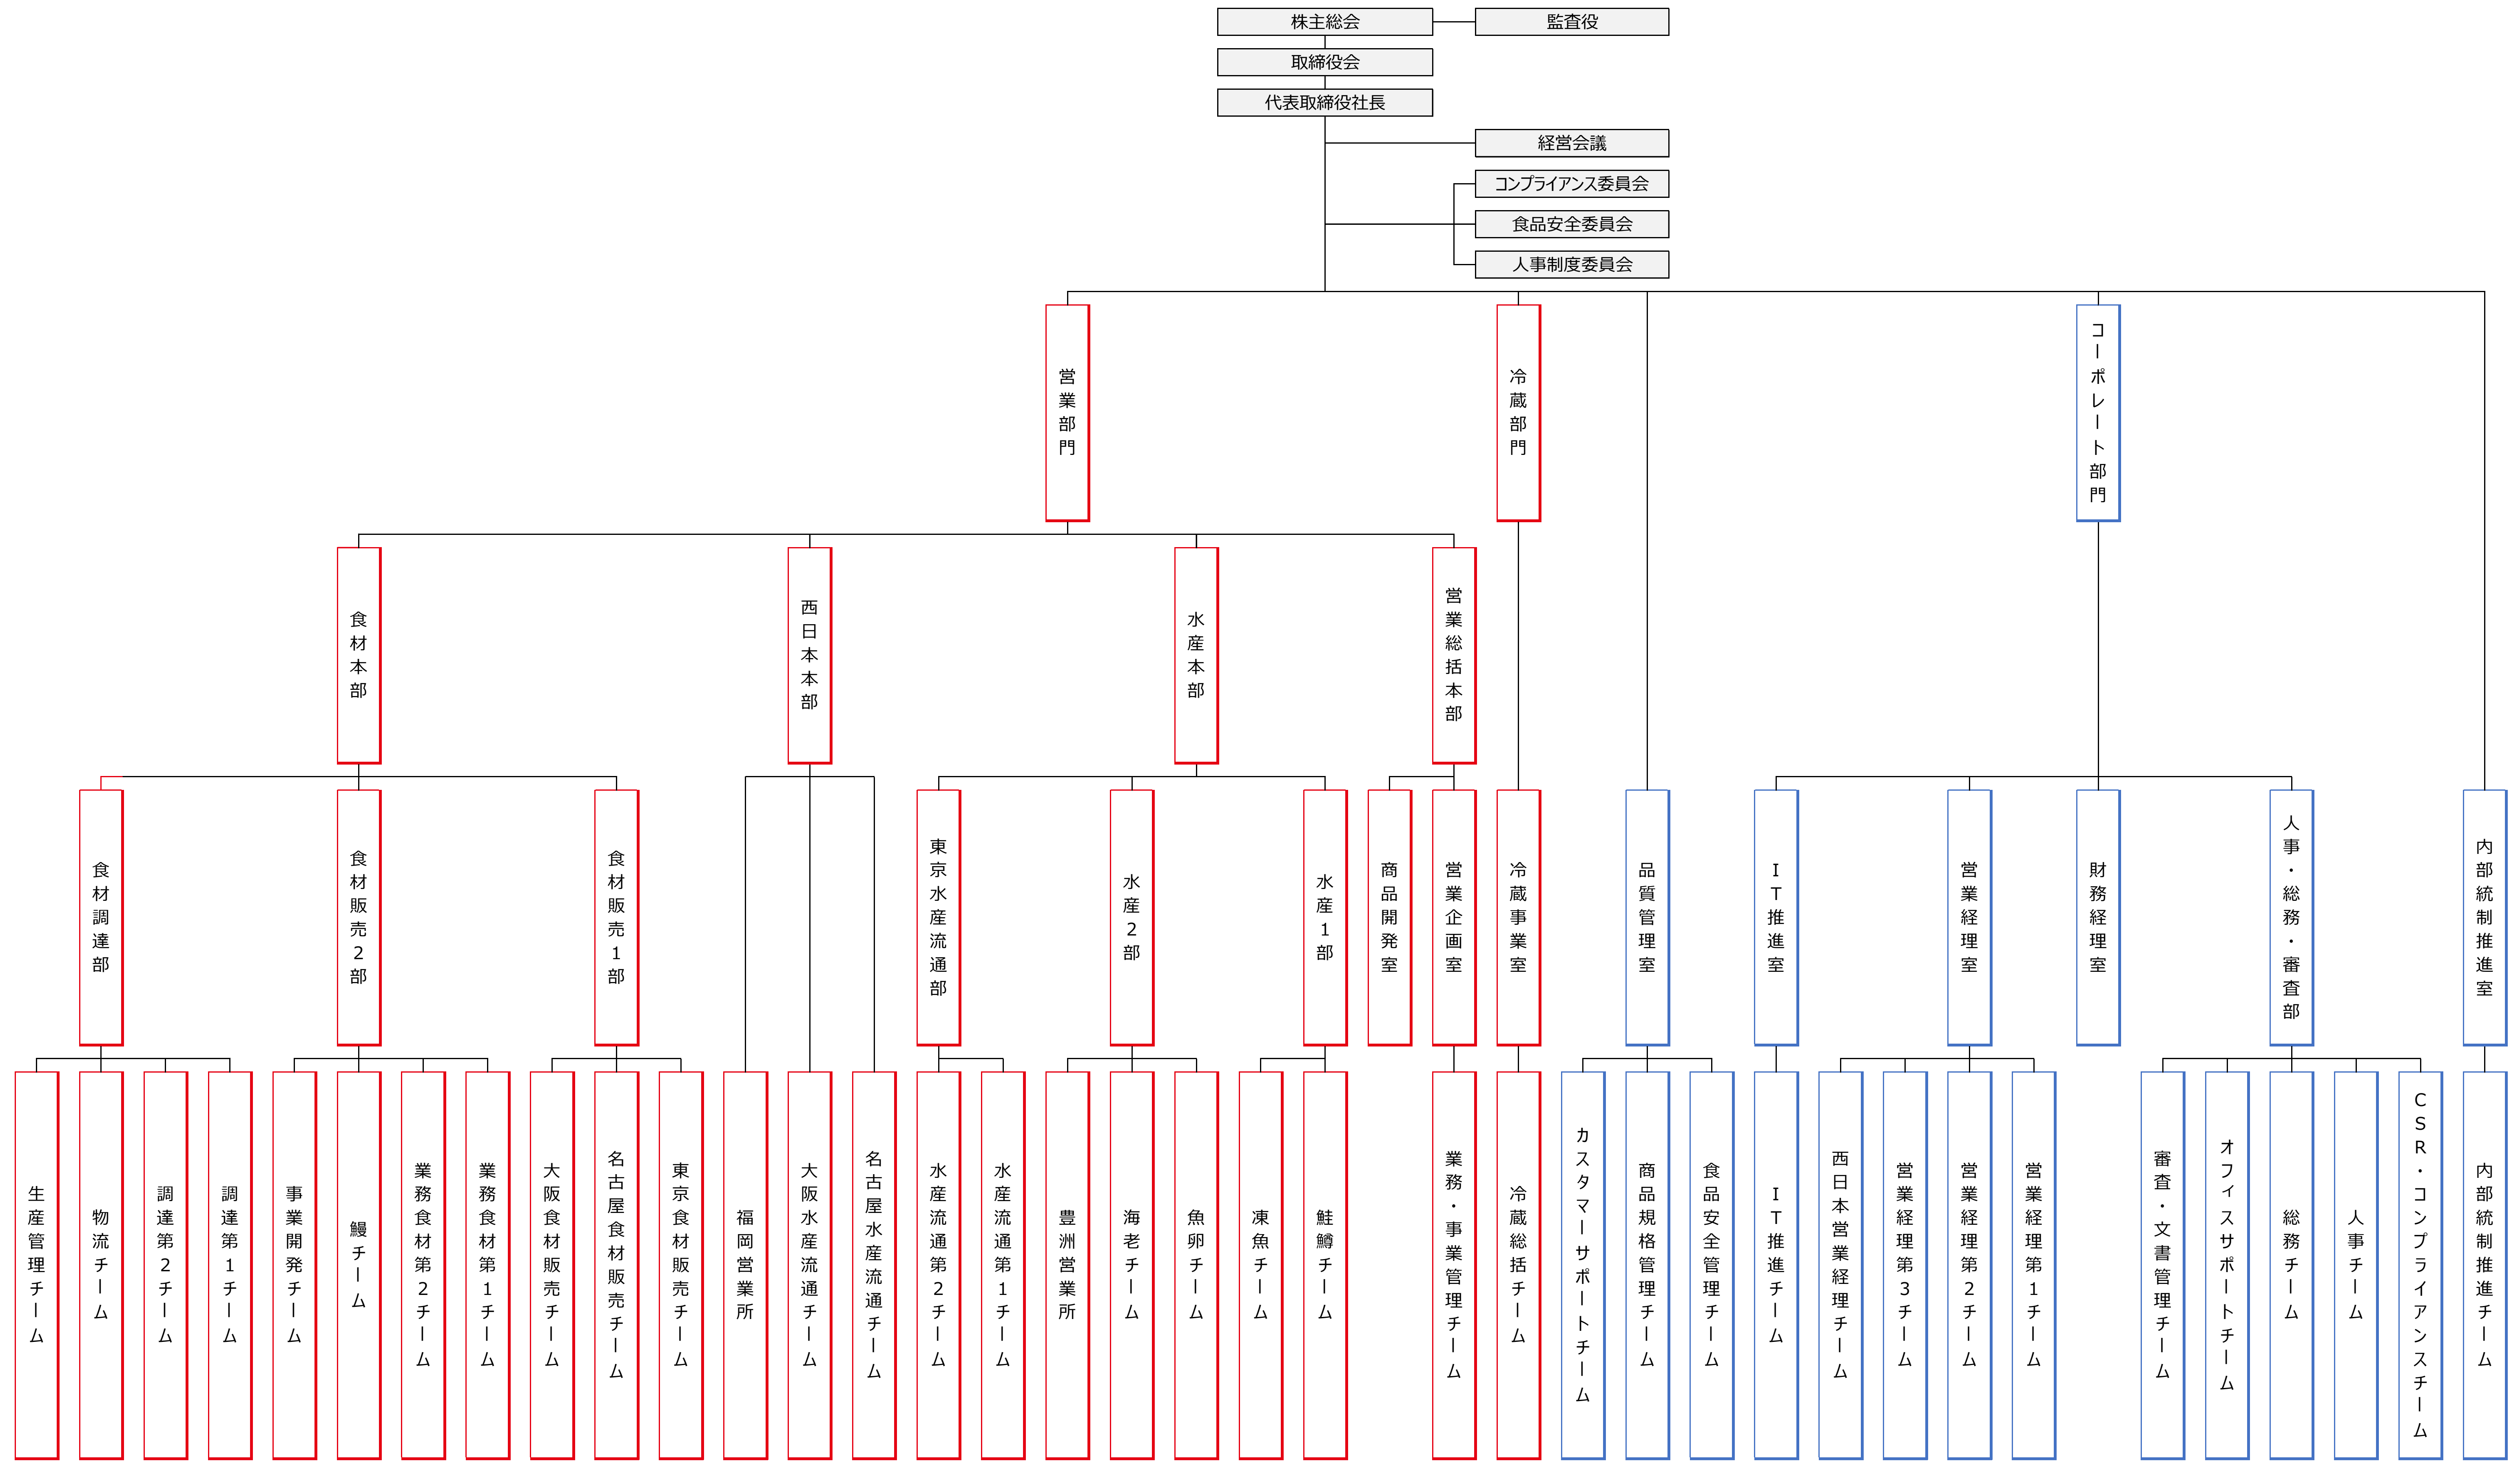 株主総会
監査役
取締役会
代表取締役社長
経営会議
コンプライアンス委員会
食品安全委員会
人事制度委員会
営業部門
冷蔵部門
コーポレート部門
食材本部
西日本本部
水産本部
営業総括本部
食材調達部
食材販売2部
食材販売1部
東京水産流通部
水産2部
水産1部
商品開発室
営業企画室
冷蔵事業室
品質管理室
IT推進室
営業経理室
財務経理室
人事・総務・審査部
内部統制推進室
生産管理チーム
物流チーム
調達第2チーム
調達第1チーム
事業開発チーム
鰻チーム
業務食材第2チーム
業務食材第1チーム
大阪食材販売チーム
名古屋食材販売チーム
東京食材販売チーム
福岡営業所
大阪水産流通チーム
名古屋水産流通チーム
水産流通第2チーム
水産流通第1チーム
豊洲営業所
海老チーム
魚卵チーム
凍魚チーム
鮭鱒チーム
業務・事業管理チーム
冷蔵総括チーム
カスタマーサポートチーム
商品規格管理チーム
食品安全管理チーム
IT推進チーム
西日本営業経理チーム
営業経理第3チーム
営業経理第2チーム
営業経理第1チーム
審査・文書管理チーム
オフィスサポートチーム
総務チーム
人事チーム
CSR・コンプライアンスチーム
内部統制推進チーム